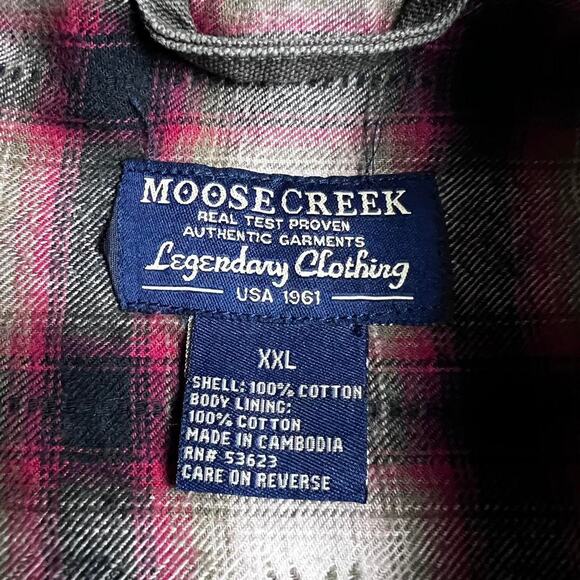 MOOSECREEK
REAL TEST PROVEN
AUTHENTIC GARMENTS
Legendary Clothing
USA 1961
XXL
SHELL: 100% COTTON
BODY LINING:
100% COTTON
MADE IN CAMBODIA
RN# 53623
CARE ON REVERSE